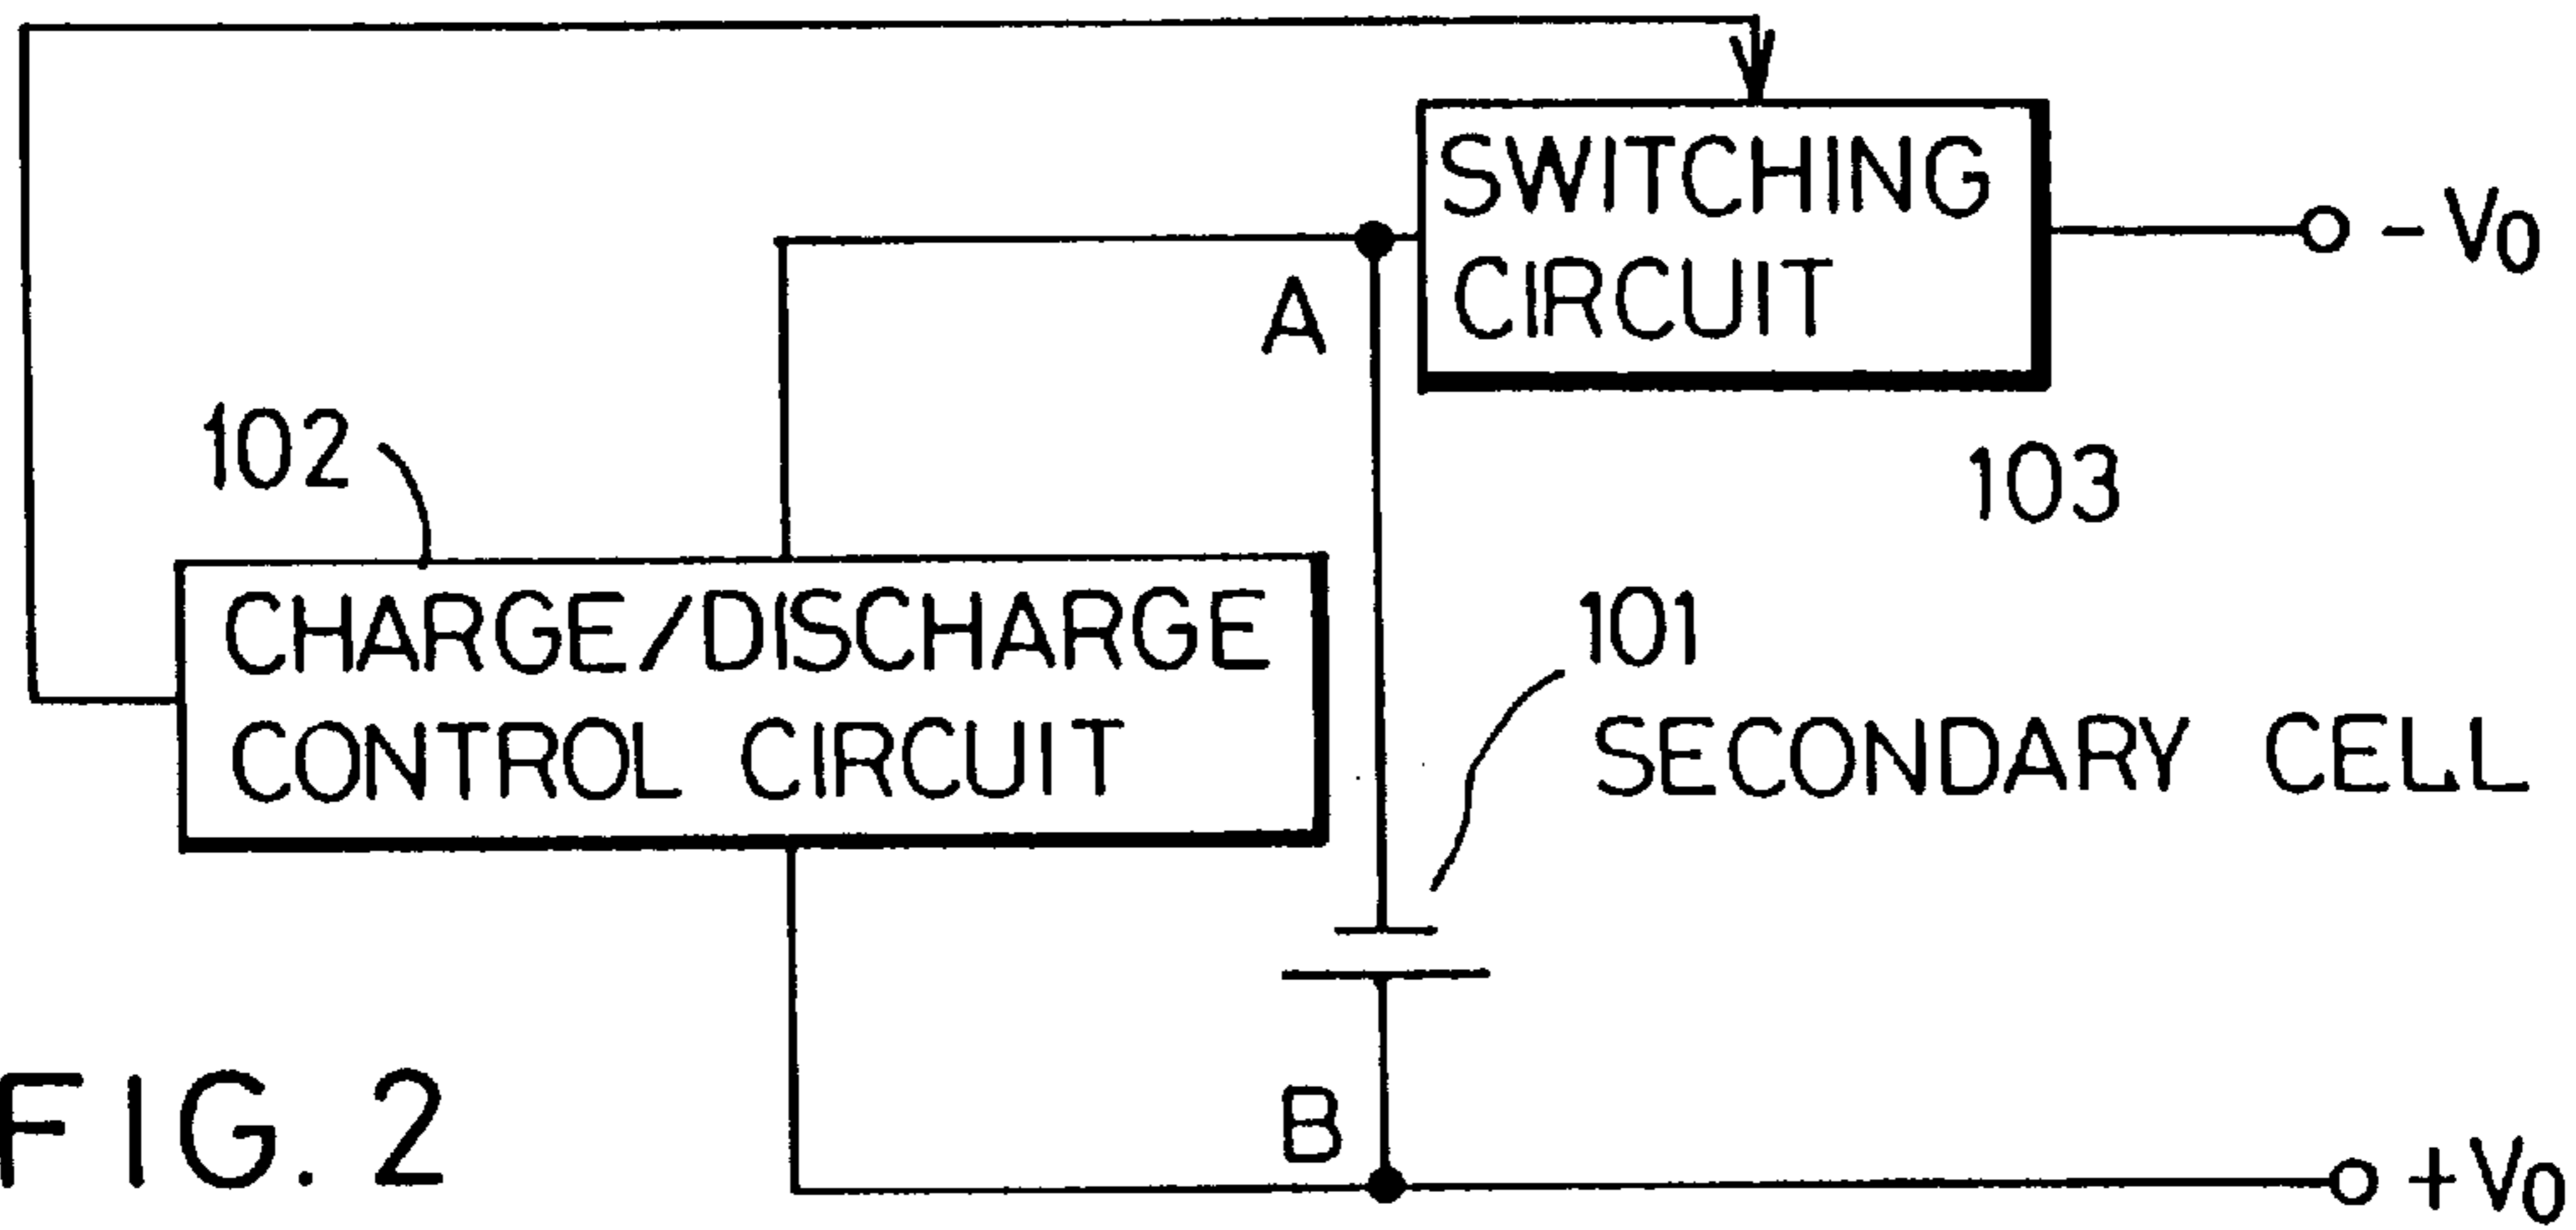 SWITCHING
CIRCUIT
- V0
A
102
103
CHARGE/DISCHARGE
CONTROL CIRCUIT
101
SECONDARY CELL
B
+ V0
FIG. 2